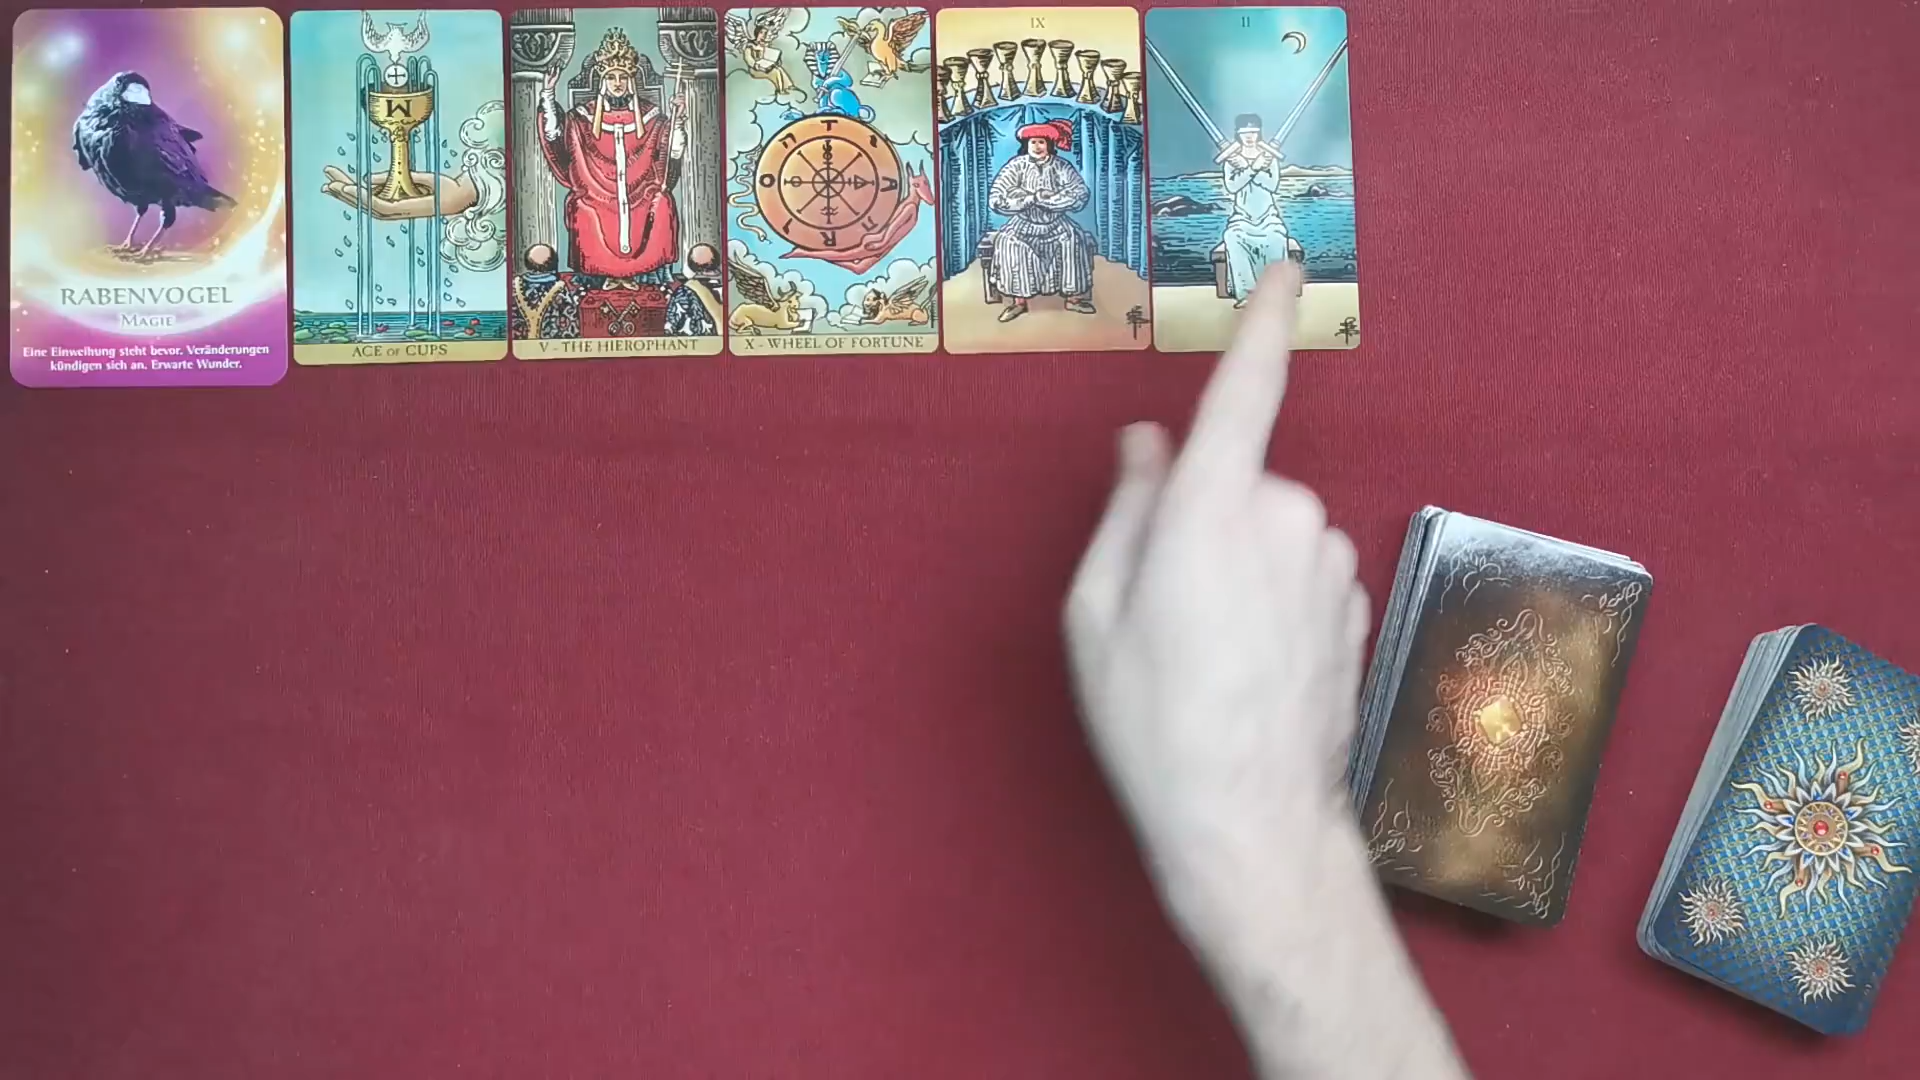 RABENVOGEL
MAGIE
Eine Einweihung steht bevor. Veränderungen
kündigen sich an. Erwarte Wunder.
ACE OF CUPS
V - THE HIEROPHANT
X - WHEEL OF FORTUNE
T
A
R
O
IX
II